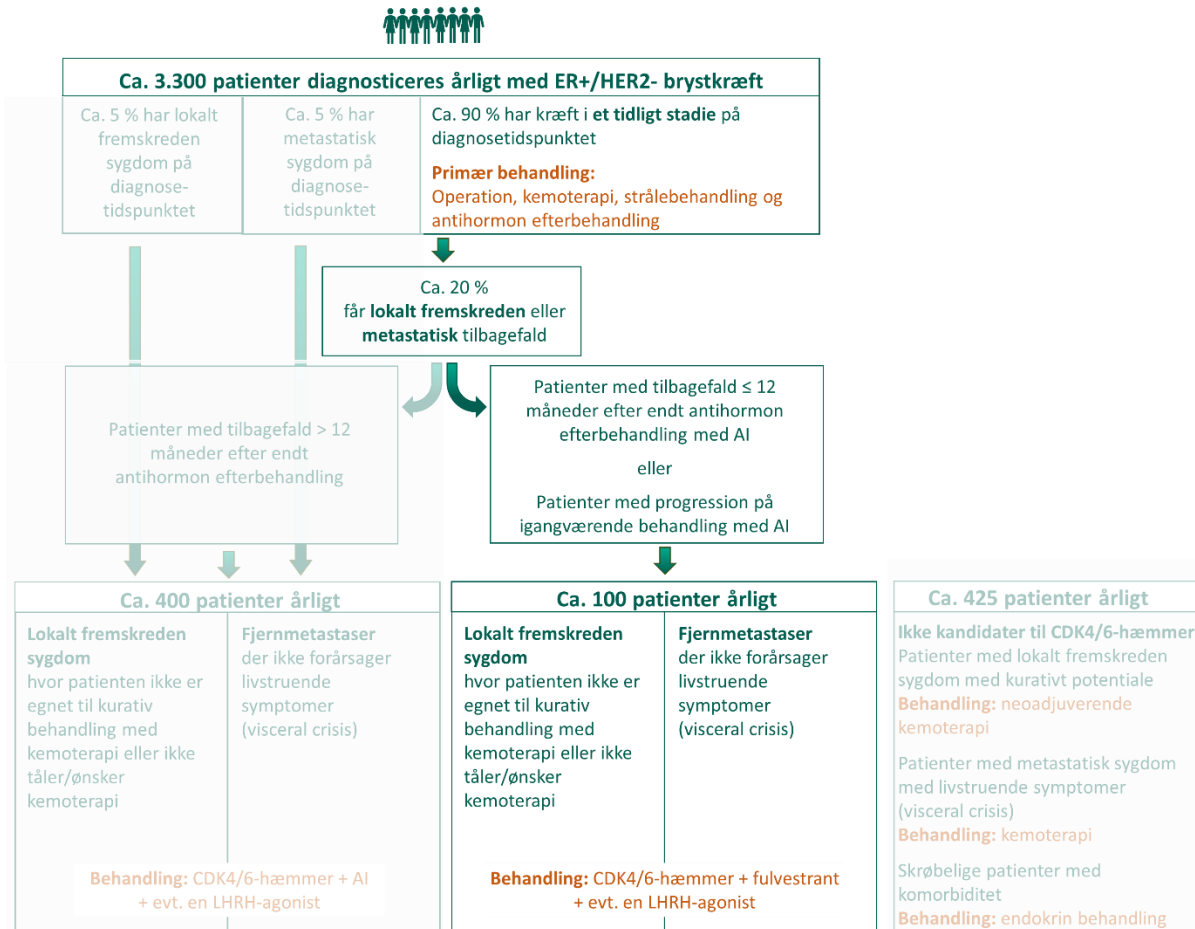 Ca. 3.300 patienter diagnosticeres årligt med ER+/HER2- brystkræft
Ca. 5 % har lokalt
fremskreden
sygdom på
diagnose-
tidspunktet
Ca. 5 % har
metastatisk
sygdom på
diagnose-
tidspunktet
Ca. 90 % har kræft i et tidligt stadie på
diagnosetidspunktet
Primær behandling:
Operation, kemoterapi, strålebehandling og
antihormon efterbehandling
Ca. 20 %
får lokalt fremskreden eller
metastatisk tilbagefald
Patienter med tilbagefald > 12
måneder efter endt
antihormon efterbehandling
Patienter med tilbagefald ≤ 12
måneder efter endt antihormon
efterbehandling med AI
eller
Patienter med progression på
igangværende behandling med AI
Ca. 400 patienter årligt
Lokalt fremskreden
sygdom
hvor patienten ikke er
egnet til kurativ
behandling med
kemoterapi eller ikke
tåler/ønsker
kemoterapi
Fjernmetastaser
der ikke forårsager
livstruende
symptomer
(visceral crisis)
Behandling: CDK4/6-hæmmer + AI
+ evt. en LHRH-agonist
Ca. 100 patienter årligt
Lokalt fremskreden
sygdom
hvor patienten ikke er
egnet til kurativ
behandling med
kemoterapi eller ikke
tåler/ønsker
kemoterapi
Fjernmetastaser
der ikke forårsager
livstruende
symptomer
(visceral crisis)
Behandling: CDK4/6-hæmmer + fulvestrant
+ evt. en LHRH-agonist
Ca. 425 patienter årligt
Ikke kandidater til CDK4/6-hæmmer
Patienter med lokalt fremskreden
sygdom med kurativt potentiale
Behandling: neoadjuverende
kemoterapi
Patienter med metastatisk sygdom
med livstruende symptomer
(visceral crisis)
Behandling: kemoterapi
Skrøbelige patienter med
komorbiditet
Behandling: endokrin behandling